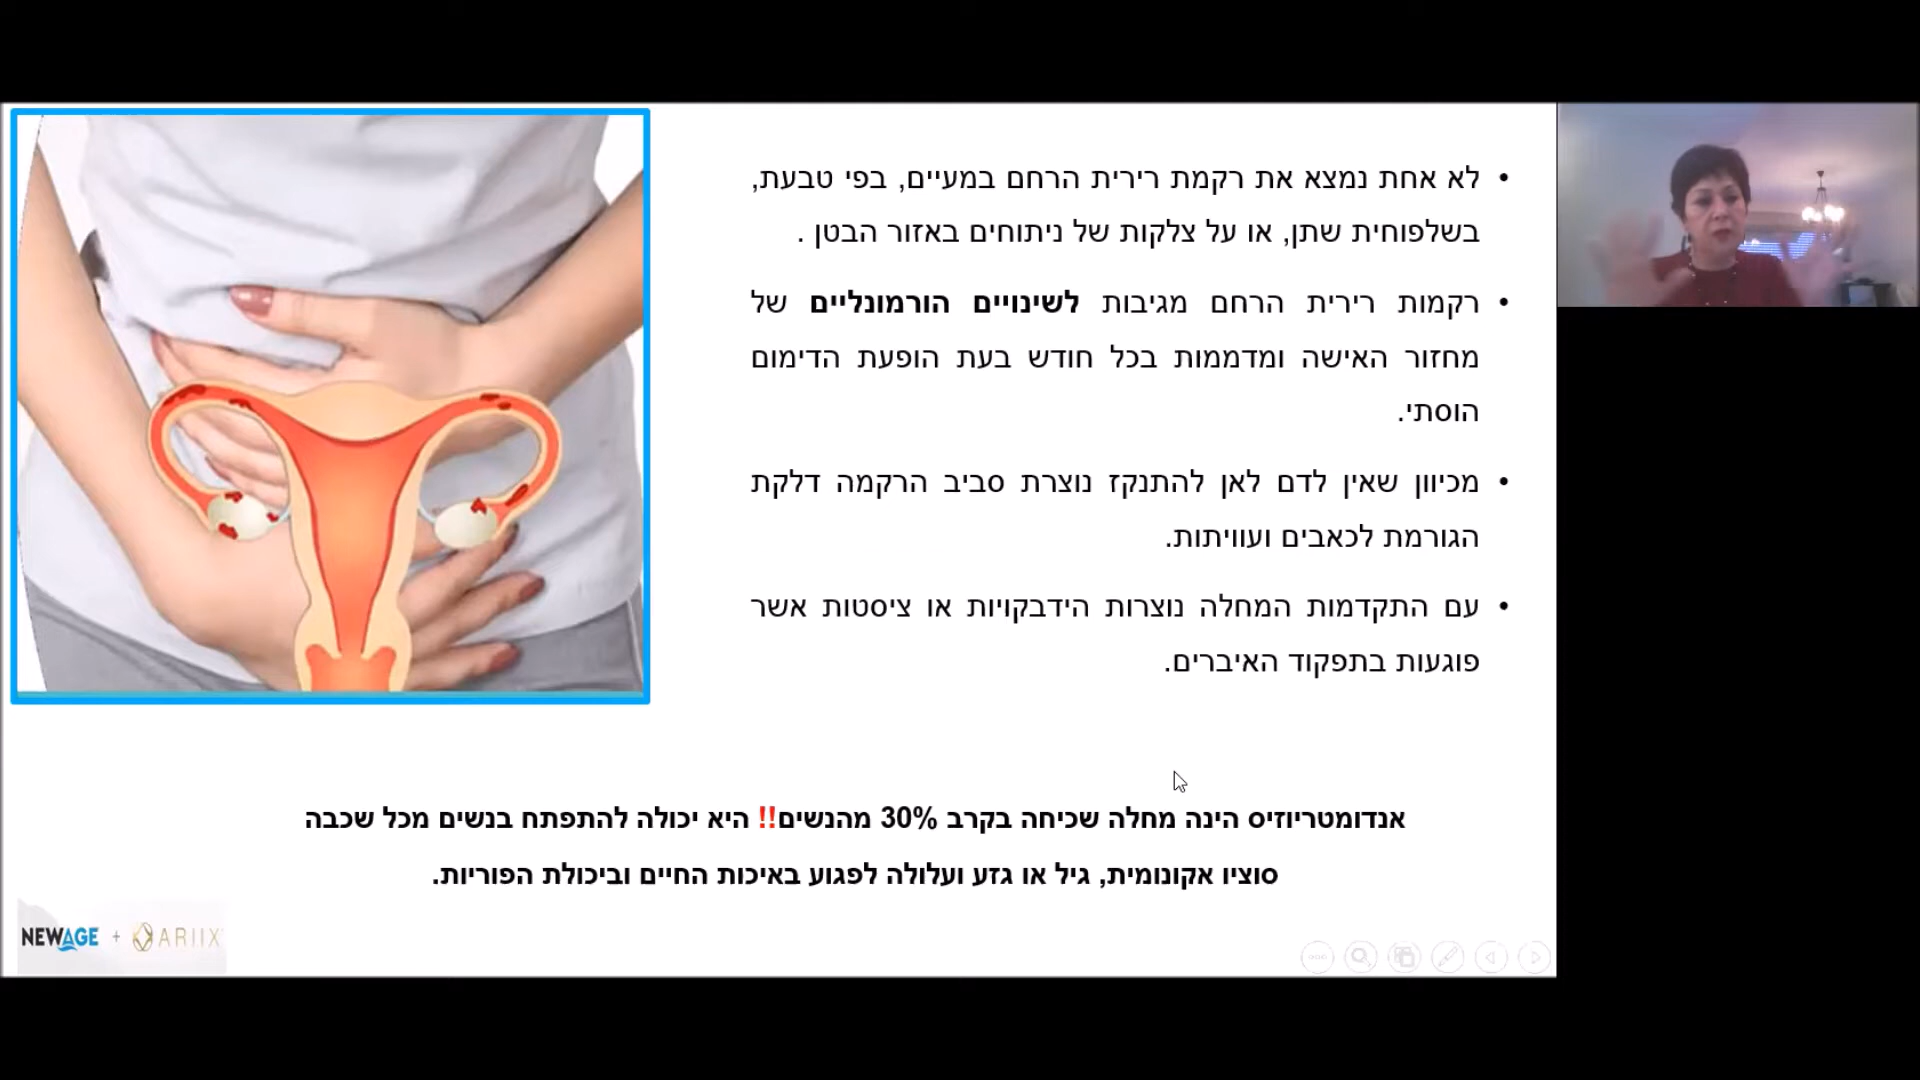 • לא אחת נמצא את רקמת רירית הרחם במעיים, בפי טבעת,
בשלפוחית שתן, או על צלקות של ניתוחים באזור הבטן .
• רקמות רירית הרחם מגיבות לשינויים הורמונליים של
מחזור האישה ומדממות בכל חודש בעת הופעת הדימום
הוסתי.
• מכיוון שאין לדם לאן להתנקז נוצרת סביב הרקמה דלקת
הגורמת לכאבים ועוויתות.
• עם התקדמות המחלה נוצרות הידבקויות או ציסטות אשר
פוגעות בתפקוד האיברים.
אנדומטריוזיס הינה מחלה שכיחה בקרב 30% מהנשים!! היא יכולה להתפתח בנשים מכל שכבה
סוציו אקונומית, גיל או גזע ועלולה לפגוע באיכות החיים וביכולת הפוריות.
NEWAGE + ARIIX